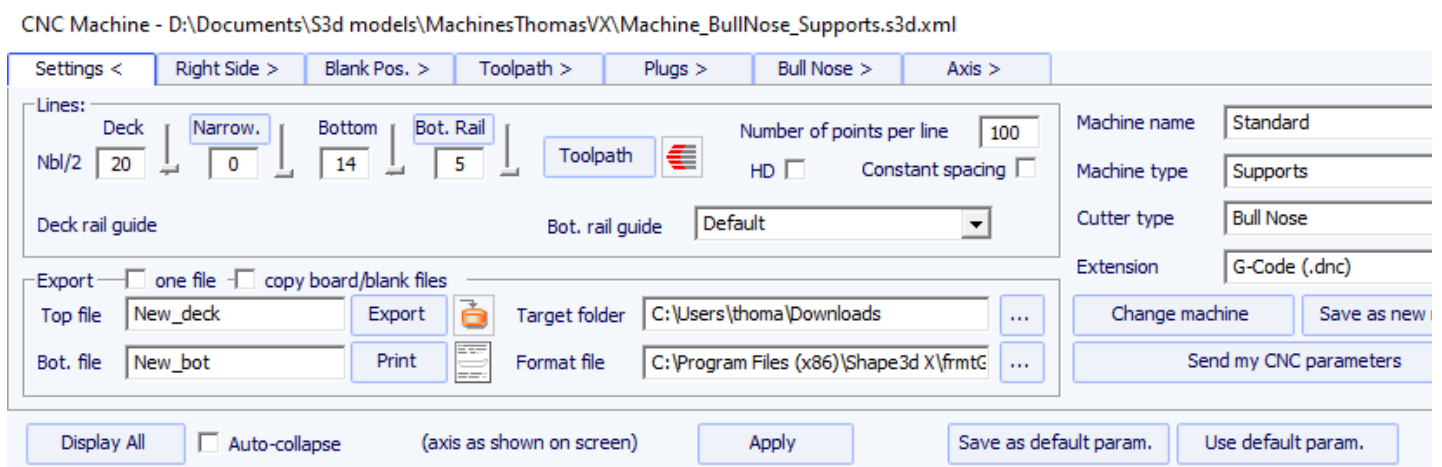 CNC Machine - D:\Documents\S3d models\MachinesThomasVX\Machine_BullNose_Supports.s3d.xml
Settings < Right Side > Blank Pos. > Toolpath > Plugs > Bull Nose > Axis >
Lines:
Deck Narrow. Bottom Bot. Rail Number of points per line 100
Nbl/2 20 0 14 5 Toolpath HD Constant spacing
Deck rail guide Bot. rail guide Default
Machine name Standard
Machine type Supports
Cutter type Bull Nose
Extension G-Code (.dnc)
Export one file copy board/blank files
Top file New_deck Export Target folder C:\Users\thoma\Downloads ... Change machine Save as new
Bot. file New_bot Print Format file C:\Program Files (x86)\Shape3d X\frmtG ... Send my CNC parameters
Display All Auto-collapse (axis as shown on screen) Apply Save as default param. Use default param.